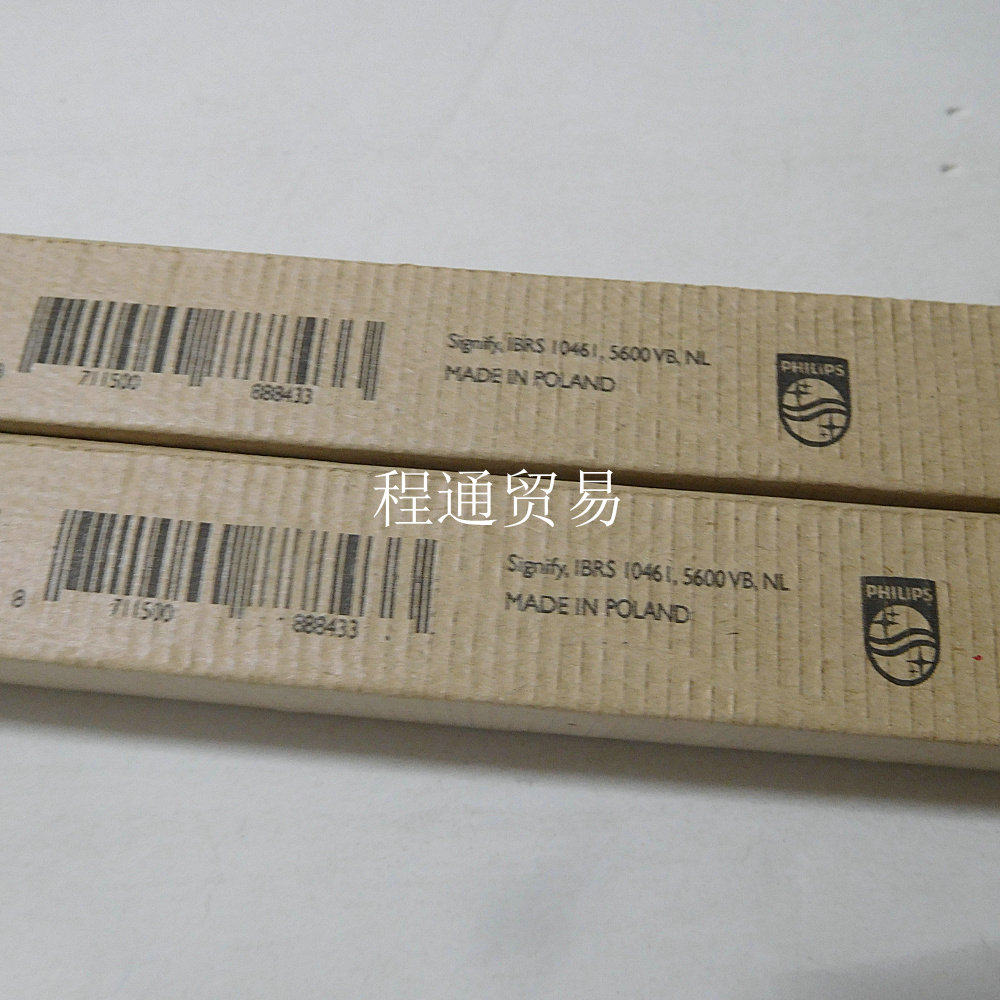 711500 888433
Signify, IBRS 10461, 5600 VB, NL
MADE IN POLAND
PHILIPS
程通贸易
8 711500 888433
Signify, IBRS 10461, 5600 VB, NL
MADE IN POLAND
PHILIPS